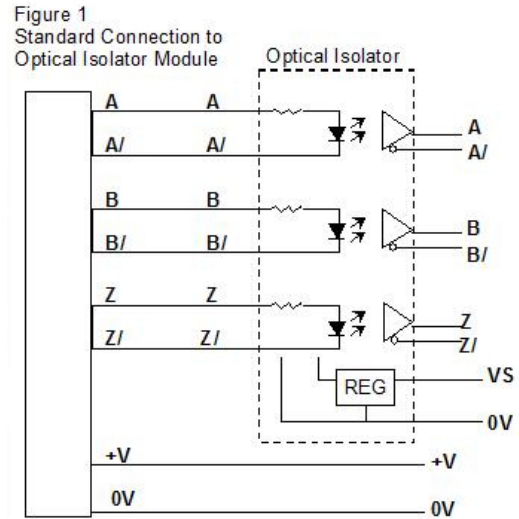 Figure 1
Standard Connection to
Optical Isolator Module
Optical Isolator
A A A
A/ A/ A/
B B B
B/ B/ B/
Z Z Z
Z/ Z/ Z/
REG VS
0V
+V +V
0V 0V